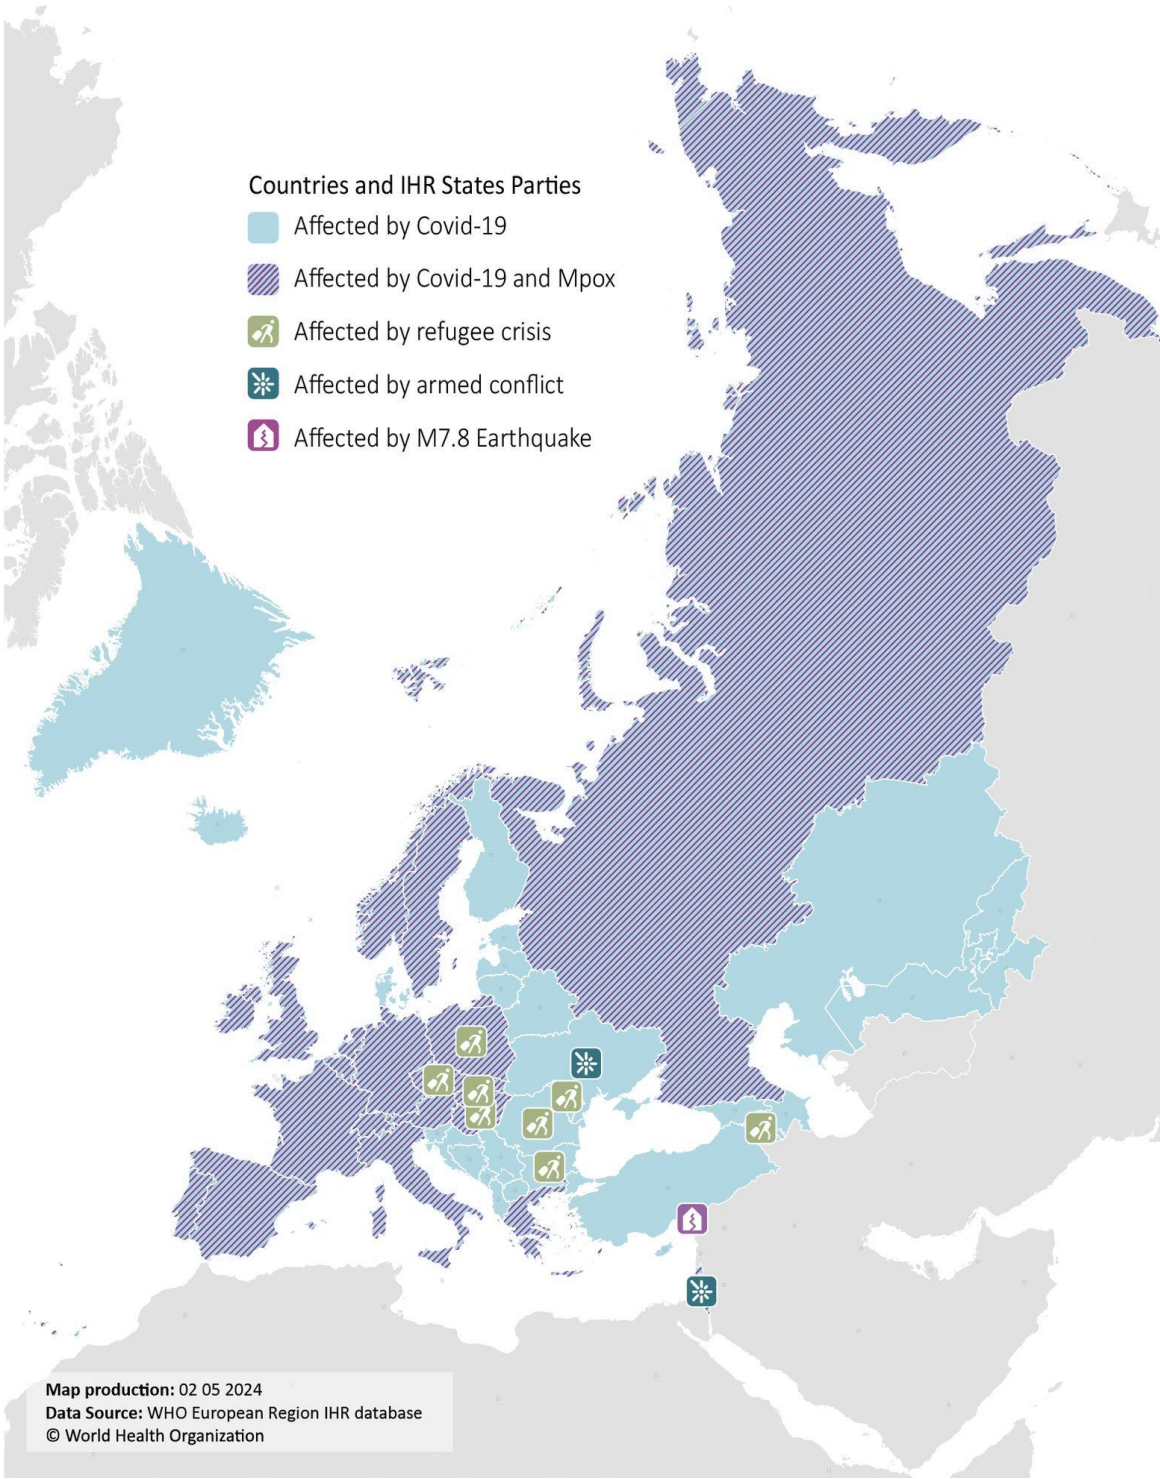 Countries and IHR States Parties
Affected by Covid-19
Affected by Covid-19 and Mpox
Affected by refugee crisis
Affected by armed conflict
Affected by M7.8 Earthquake
Map production: 02 05 2024
Data Source: WHO European Region IHR database
© World Health Organization